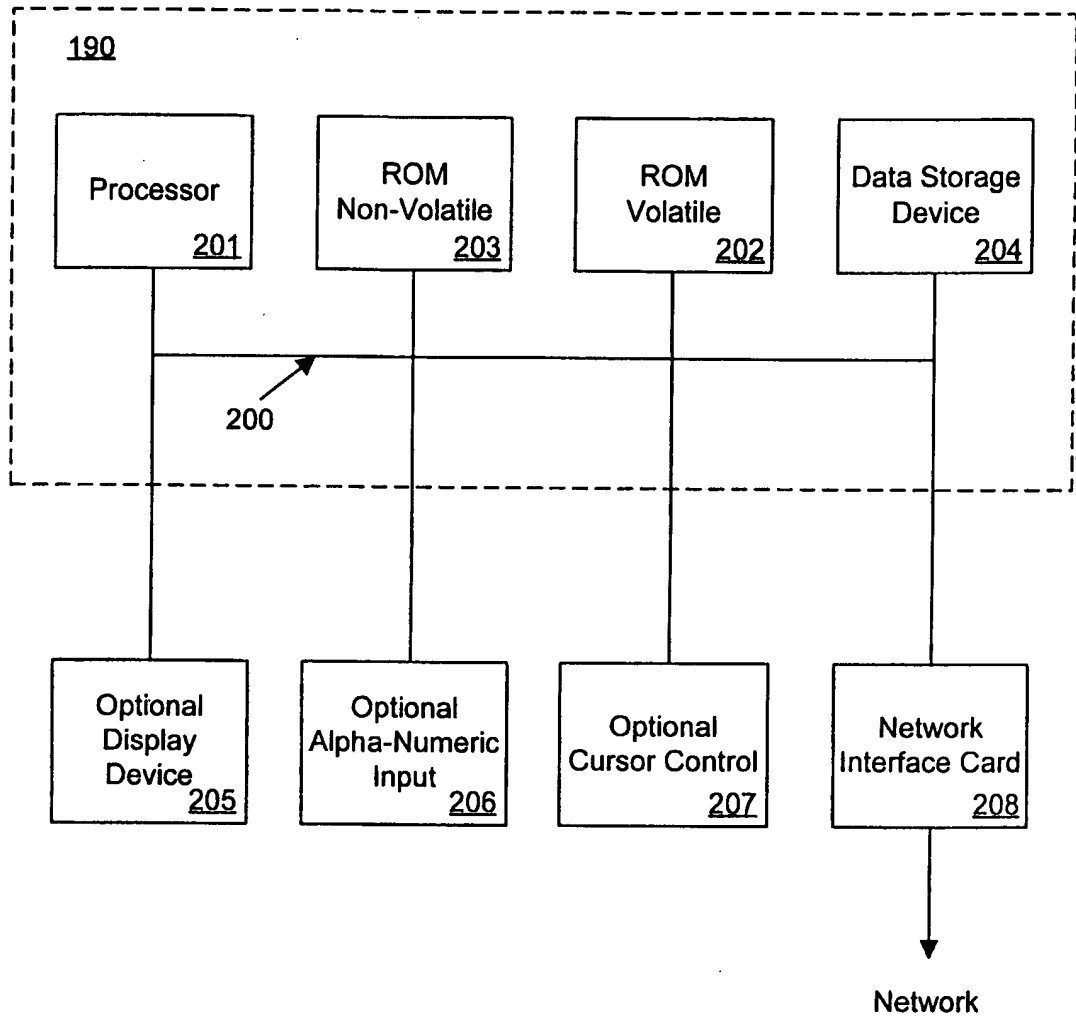 190
Processor
201
ROM
Non-Volatile
203
ROM
Volatile
202
Data Storage
Device
204
200
Optional
Display
Device
205
Optional
Alpha-Numeric
Input
206
Optional
Cursor Control
207
Network
Interface Card
208
Network